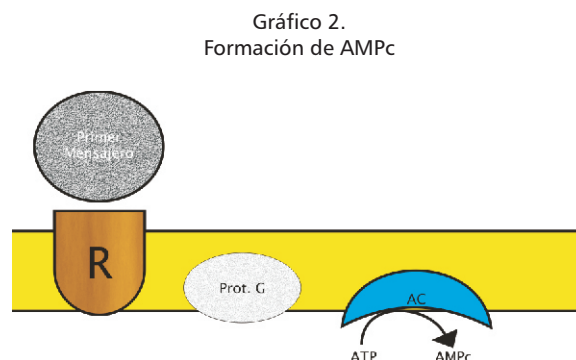 Gráfico 2.
Formación de AMPc
Primer
Mensajero
R
Prot. G
AC
ATP
AMPc